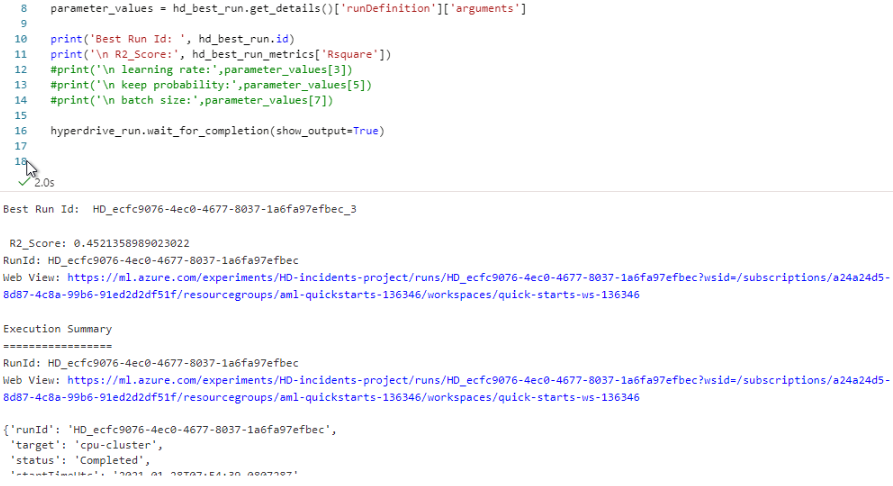 8 parameter_values = hd_best_run.get_details()['runDefinition']['arguments']
9
10 print('Best Run Id: ', hd_best_run.id)
11 print('\n R2_Score:', hd_best_run_metrics['Rsquare'])
12 #print('\n learning rate:',parameter_values[3])
13 #print('\n keep probability:',parameter_values[5])
14 #print('\n batch size:',parameter_values[7])
15
16 hyperdrive_run.wait_for_completion(show_output=True)
17
18
2.0s
Best Run Id:  HD_ecfc9076-4ec0-4677-8037-1a6fa97efbec_3
R2_Score: 0.4521358989023022
RunId: HD_ecfc9076-4ec0-4677-8037-1a6fa97efbec
Web View: https://ml.azure.com/experiments/HD-incidents-project/runs/HD_ecfc9076-4ec0-4677-8037-1a6fa97efbec?wsid=/subscriptions/a24a24d5-
8d87-4c8a-99b6-91ed2d2df51f/resourcegroups/aml-quickstarts-136346/workspaces/quick-starts-ws-136346
Execution Summary
=================
RunId: HD_ecfc9076-4ec0-4677-8037-1a6fa97efbec
Web View: https://ml.azure.com/experiments/HD-incidents-project/runs/HD_ecfc9076-4ec0-4677-8037-1a6fa97efbec?wsid=/subscriptions/a24a24d5-
8d87-4c8a-99b6-91ed2d2df51f/resourcegroups/aml-quickstarts-136346/workspaces/quick-starts-ws-136346
{'runId': 'HD_ecfc9076-4ec0-4677-8037-1a6fa97efbec',
'target': 'cpu-cluster',
'status': 'Completed',